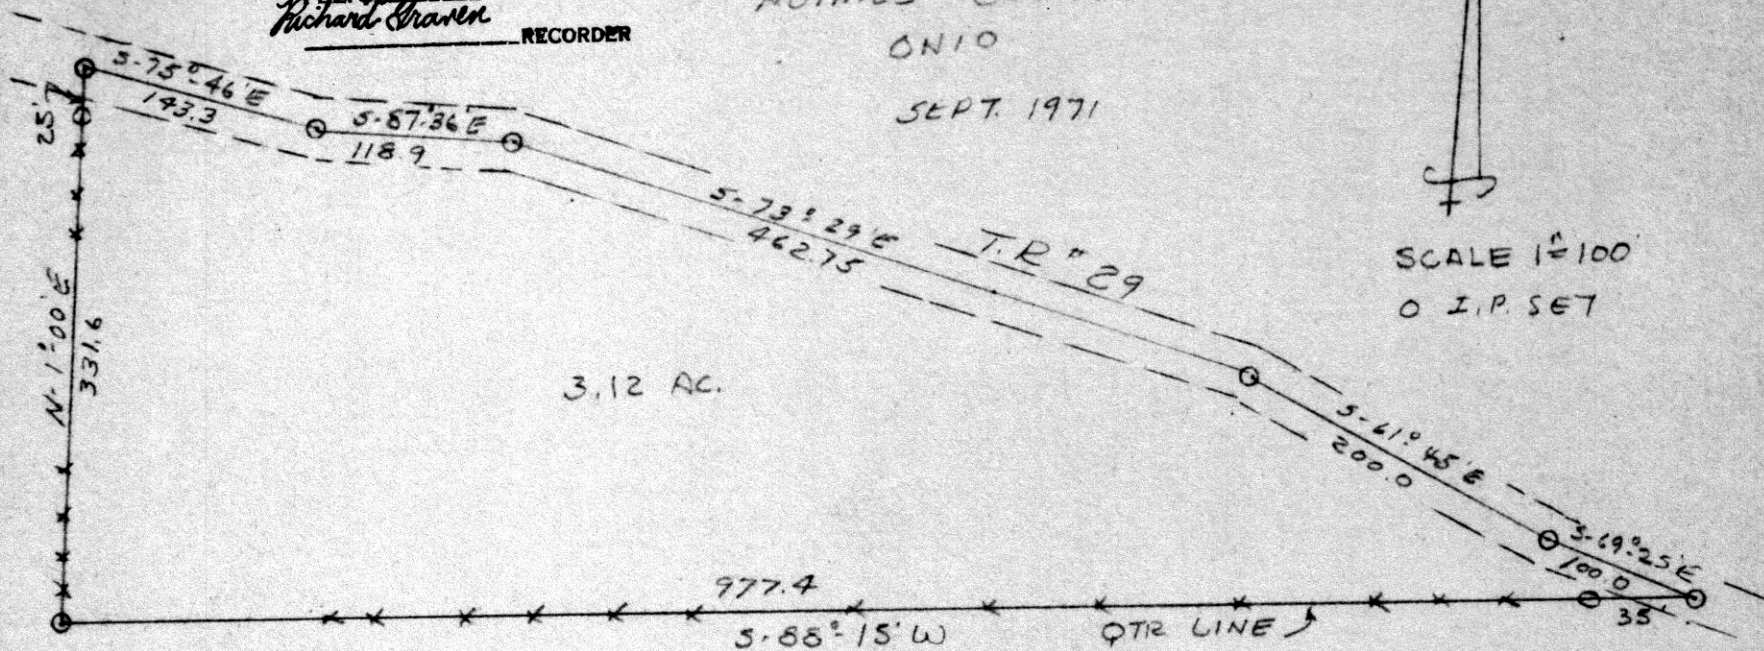 Richard Graven
RECORDER
HOLMES
OHIO
SEPT. 1971
S-75°-46'E
143.3
25'
S-87°-36'E
118.9
S-73°29'E
462.75
T.R #29
SCALE 1"=100'
O I.P. SET
N-1°-00'E
331.6
3.12 AC.
S-61°45'E
200.0
S-69°-25'E
100.0
977.4
35'
S-88°-15'W
QTR LINE